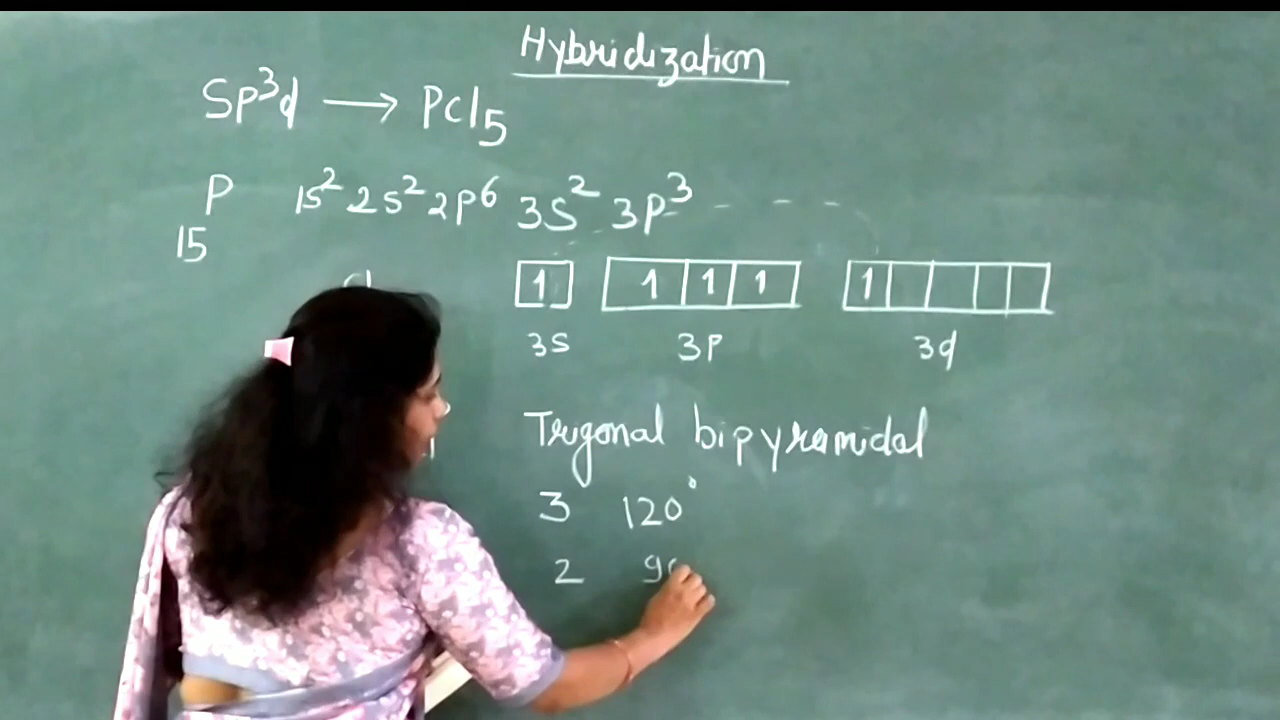 Hybridization
Sp³d → PCl₅
P 1s² 2s² 2p⁶ 3s² 3p³
15
1 1 1 1 1
3s 3p 3d
Trigonal bipyramidal
3 120°
2